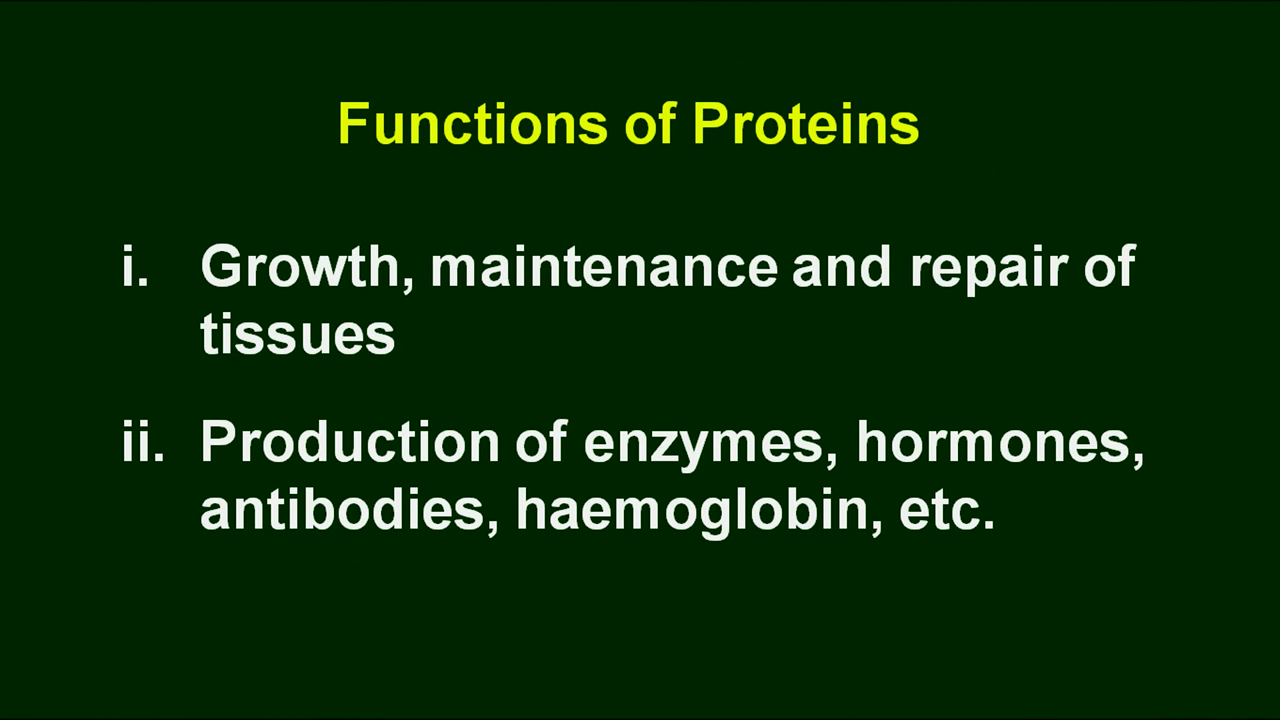 Functions of Proteins
i. Growth, maintenance and repair of
tissues
ii. Production of enzymes, hormones,
antibodies, haemoglobin, etc.